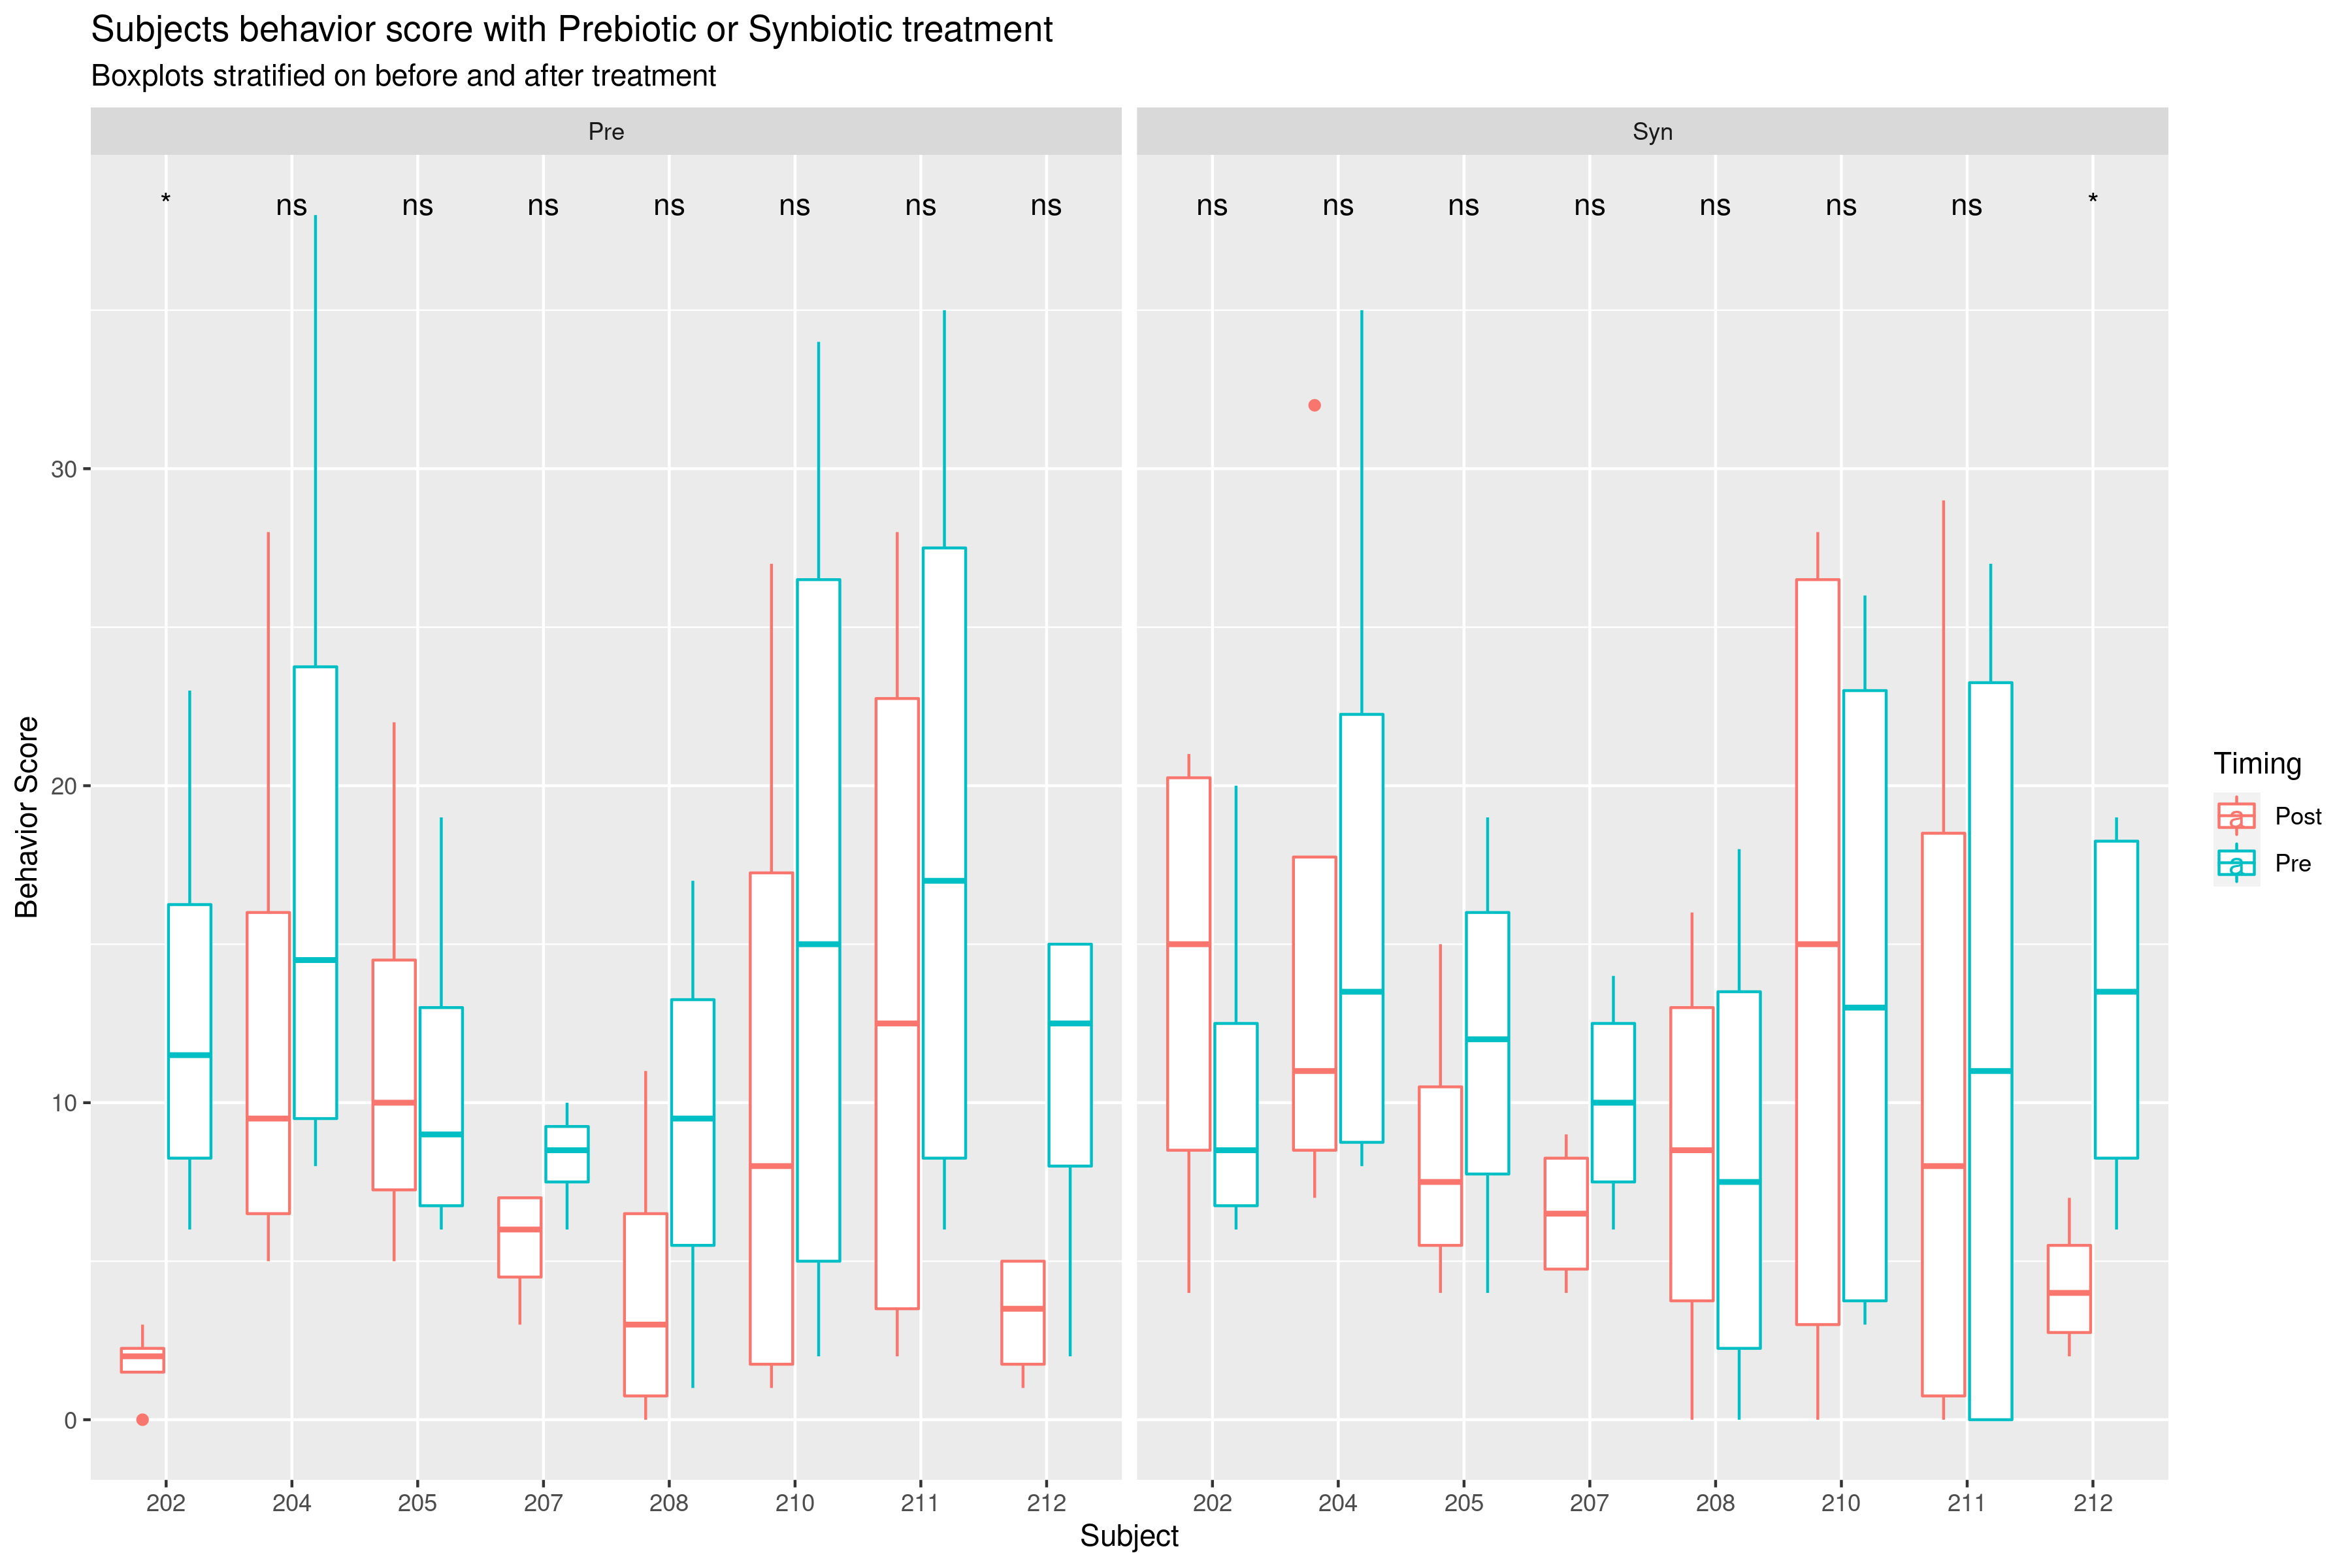 Subjects behavior score with Prebiotic or Synbiotic treatment
Boxplots stratified on before and after treatment
Pre
Syn
* ns ns ns ns ns ns ns
ns ns ns ns ns ns ns *
30
20
10
0
Behavior Score
202 204 205 207 208 210 211 212
202 204 205 207 208 210 211 212
Subject
Timing
a Post
a Pre